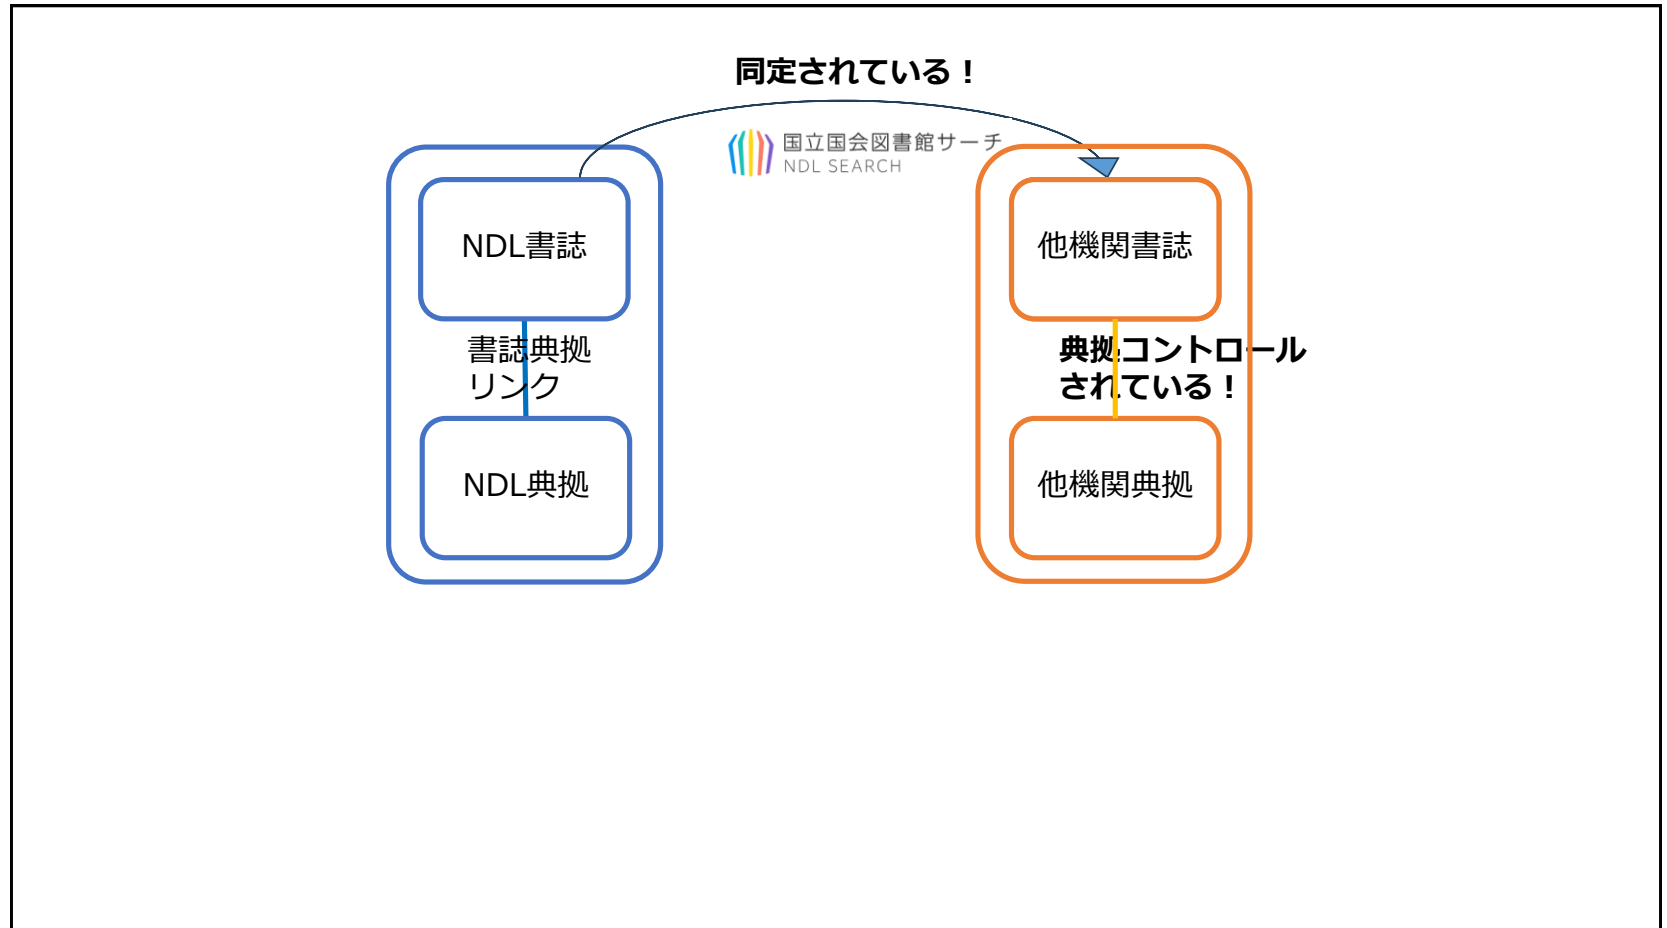 同定されている！
国立国会図書館サーチ
NDL SEARCH
NDL書誌
他機関書誌
書誌典拠
リンク
典拠コントロール
されている！
NDL典拠
他機関典拠